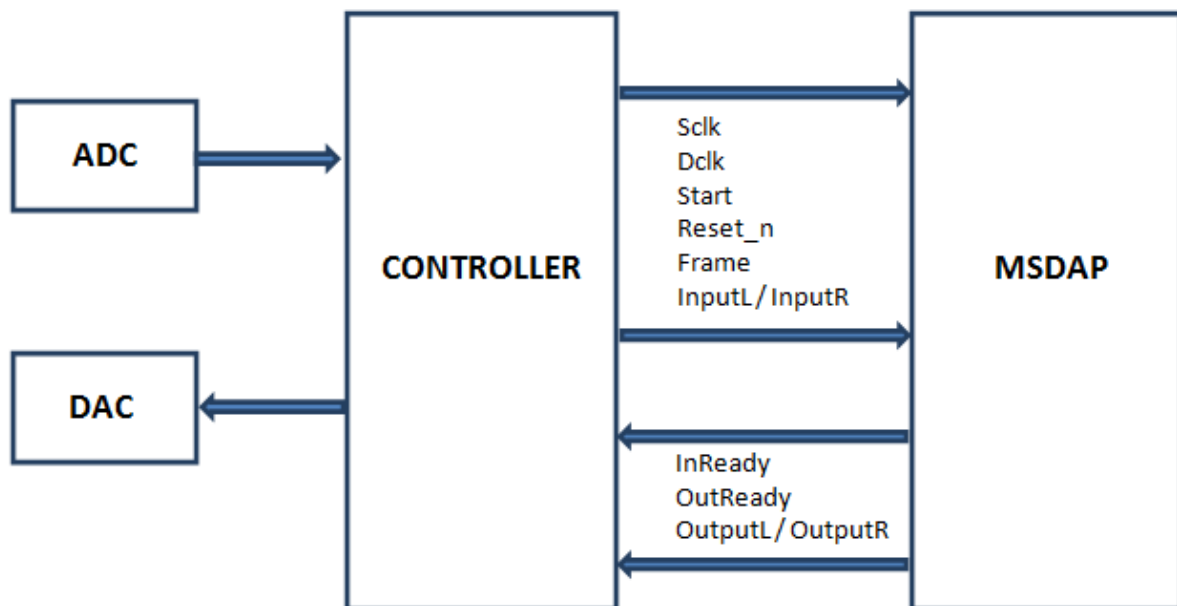 ADC
DAC
CONTROLLER
Sclk
Dclk
Start
Reset_n
Frame
InputL/InputR
InReady
OutReady
OutputL/OutputR
MSDAP